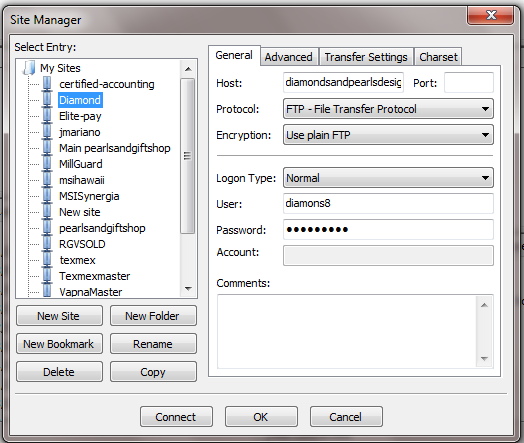 Site Manager
Select Entry:
My Sites
certified-accounting
Diamond
Elite-pay
jmariano
Main pearlsandgiftshop
MillGuard
msihawaii
MSISynergia
New site
pearlsandgiftshop
RGVSOLD
texmex
Texmexmaster
VapnaMaster
New Site
New Folder
New Bookmark
Rename
Delete
Copy
General
Advanced
Transfer Settings
Charset
Host:
diamondsandpearlsdesig
Port:
Protocol:
FTP - File Transfer Protocol
Encryption:
Use plain FTP
Logon Type:
Normal
User:
diamons8
Password:
●●●●●●●●●
Account:
Comments:
Connect
OK
Cancel